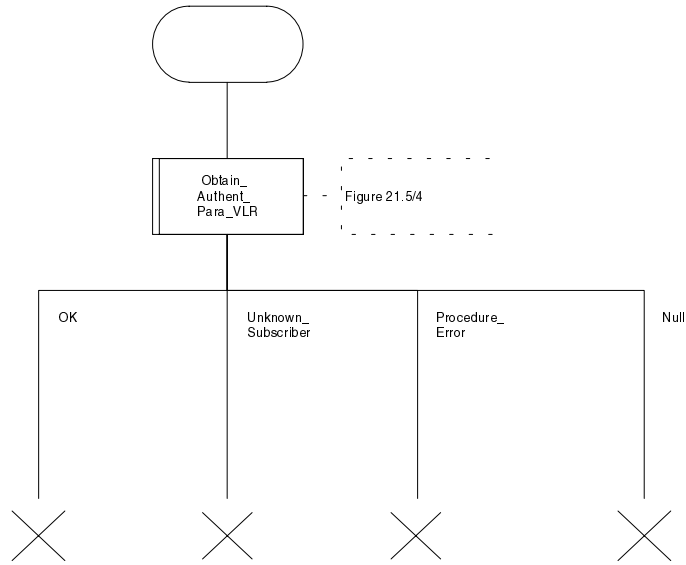 Obtain_
Authent_
Para_VLR
Figure 21.5/4
OK
Unknown_
Subscriber
Procedure_
Error
Null